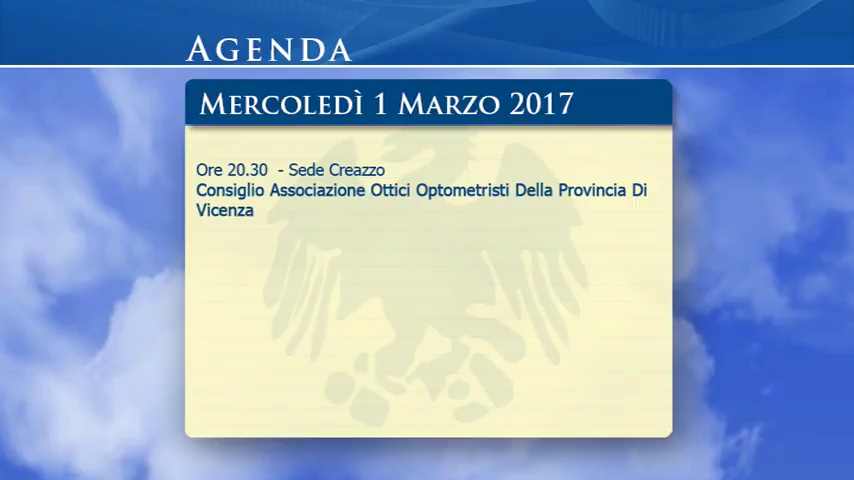 AGENDA
MERCOLEDÌ 1 MARZO 2017
Ore 20.30 - Sede Creazzo
Consiglio Associazione Ottici Optometristi Della Provincia Di
Vicenza